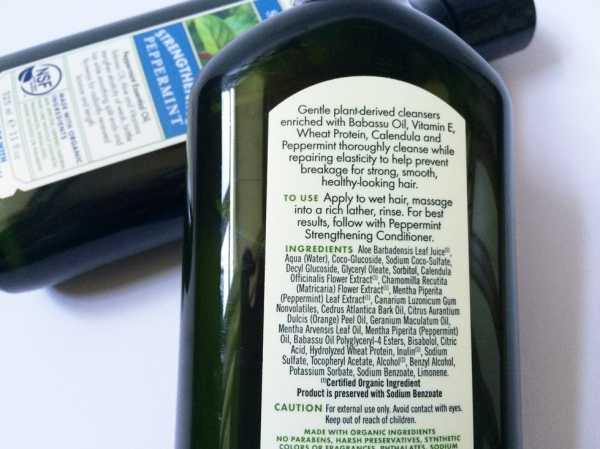 STRENGTHENING
PEPPERMINT
Peppermint Essential Oil
NSF
MADE WITH ORGANIC
INGREDIENTS
Gentle plant-derived cleansers
enriched with Babassu Oil, Vitamin E,
Wheat Protein, Calendula and
Peppermint thoroughly cleanse while
repairing elasticity to help prevent
breakage for strong, smooth,
healthy-looking hair.
TO USE Apply to wet hair, massage
into a rich lather, rinse. For best
results, follow with Peppermint
Strengthening Conditioner.
INGREDIENTS Aloe Barbadensis Leaf Juice(1),
Aqua (Water), Coco-Glucoside, Sodium Coco-Sulfate,
Decyl Glucoside, Glyceryl Oleate, Sorbitol, Calendula
Officinalis Flower Extract(1), Chamomilla Recutita
(Matricaria) Flower Extract(1), Mentha Piperita
(Peppermint) Leaf Extract(1), Canarium Luzonicum Gum
Nonvolatiles, Cedrus Atlantica Bark Oil, Citrus Aurantium
Dulcis (Orange) Peel Oil, Geranium Maculatum Oil,
Mentha Arvensis Leaf Oil, Mentha Piperita (Peppermint)
Oil, Babassu Oil Polyglyceryl-4 Esters, Bisabolol, Citric
Acid, Hydrolyzed Wheat Protein, Inulin(1), Sodium
Sulfate, Tocopheryl Acetate, Alcohol(1), Benzyl Alcohol,
Potassium Sorbate, Sodium Benzoate, Limonene.
(1)Certified Organic Ingredient
Product is preserved with Sodium Benzoate
CAUTION For external use only. Avoid contact with eyes.
Keep out of reach of children.
MADE WITH ORGANIC INGREDIENTS
NO PARABENS, HARSH PRESERVATIVES, SYNTHETIC
COLORS OR FRAGRANCES, PHTHALATES, SODIUM